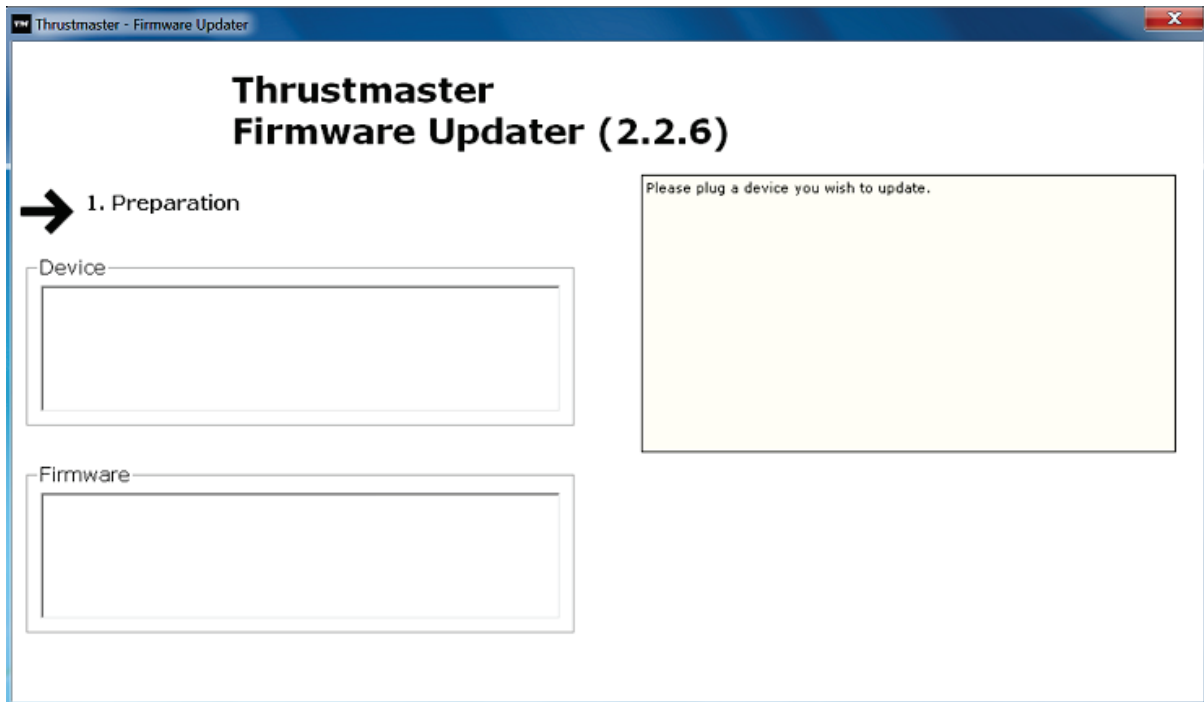 TM Thrustmaster - Firmware Updater
X
Thrustmaster
Firmware Updater (2.2.6)
1. Preparation
Please plug a device you wish to update.
Device
Firmware